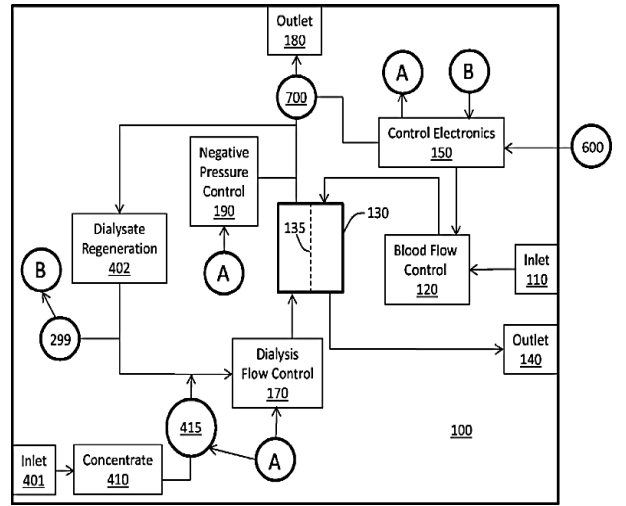 Outlet
180
A
B
700
Control Electronics
150
600
Negative
Pressure
Control
190
135
130
Dialysate
Regeneration
402
B
A
Blood Flow
Control
120
Inlet
110
299
Dialysis
Flow Control
170
Outlet
140
415
100
Inlet
401
Concentrate
410
A